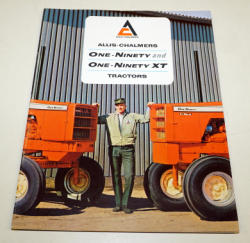 ALLIS-CHALMERS
ONE-NINETY and
ONE-NINETY XT
TRACTORS